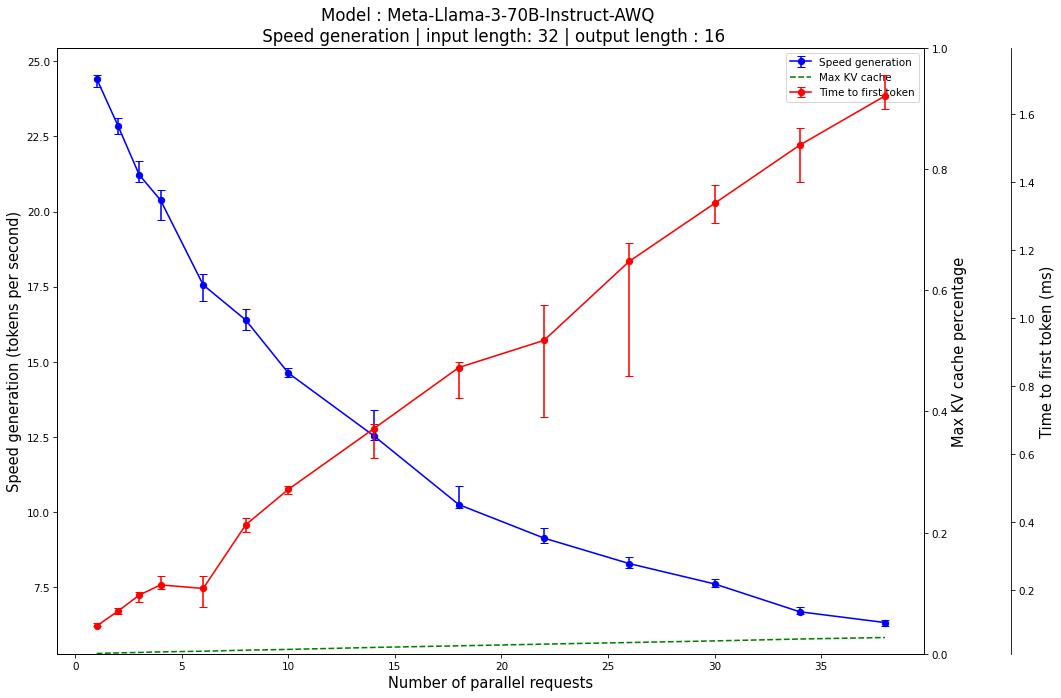 Model : Meta-Llama-3-70B-Instruct-AWQ
Speed generation | input length: 32 | output length : 16
Speed generation
Max KV cache
Time to first token
Speed generation (tokens per second)
25.0
22.5
20.0
17.5
15.0
12.5
10.0
7.5
1.0
0.8
0.6
0.4
0.2
0.0
Max KV cache percentage
1.6
1.4
1.2
1.0
0.8
0.6
0.4
0.2
Time to first token (ms)
0 5 10 15 20 25 30 35
Number of parallel requests